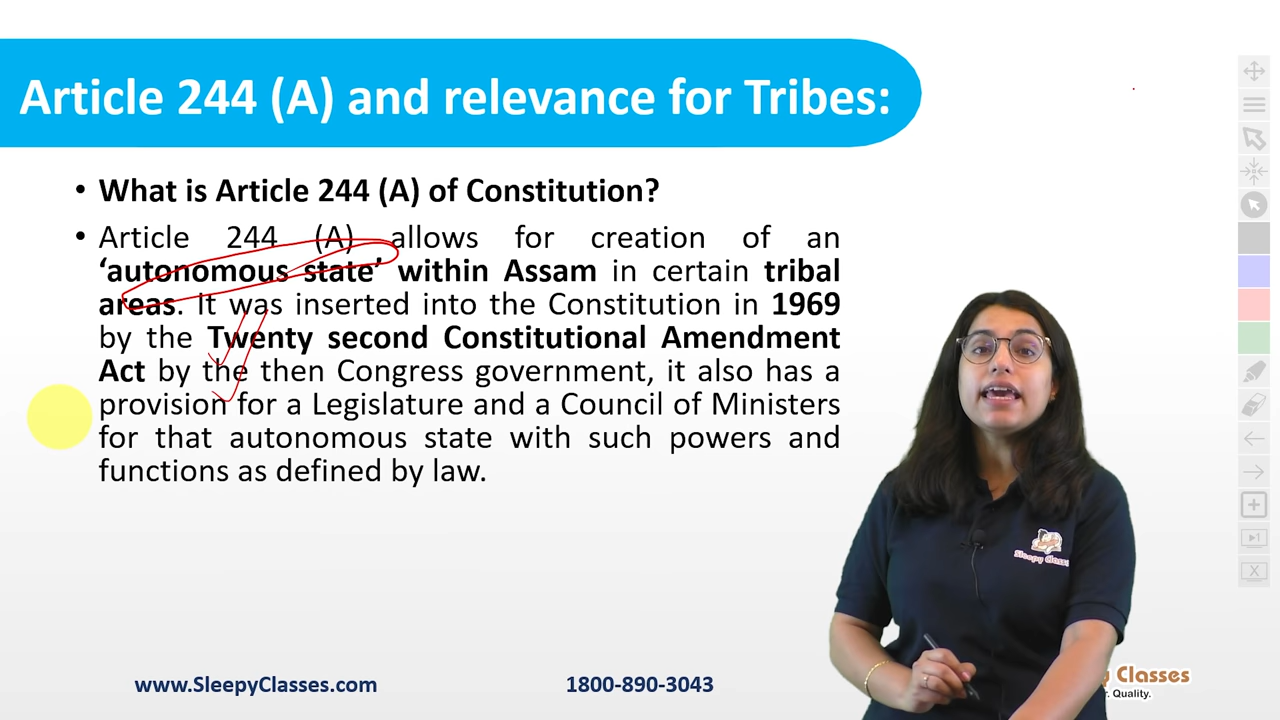 Article 244 (A) and relevance for Tribes:
• What is Article 244 (A) of Constitution?
• Article 244 (A) allows for creation of an
‘autonomous state’ within Assam in certain tribal
areas. It was inserted into the Constitution in 1969
by the Twenty second Constitutional Amendment
Act by the then Congress government, it also has a
provision for a Legislature and a Council of Ministers
for that autonomous state with such powers and
functions as defined by law.
Sleepy Classes
www.SleepyClasses.com
1800-890-3043
Classes
Quality.